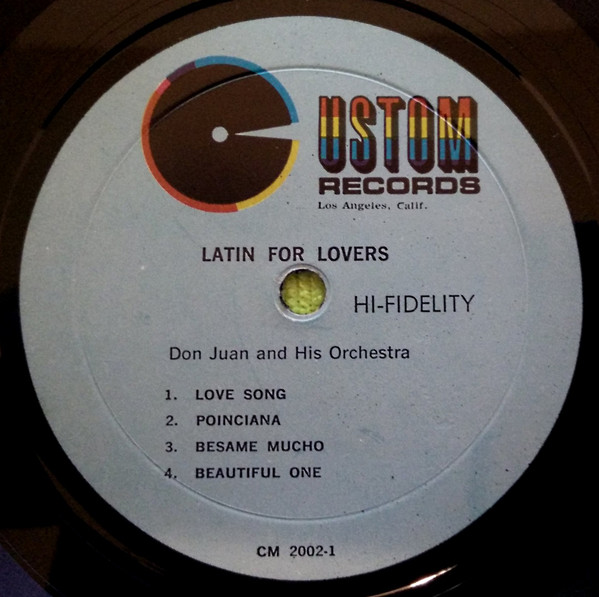 CUSTOM
RECORDS
Los Angeles, Calif.
LATIN FOR LOVERS
HI-FIDELITY
Don Juan and His Orchestra
1. LOVE SONG
2. POINCIANA
3. BESAME MUCHO
4. BEAUTIFUL ONE
CM 2002-1